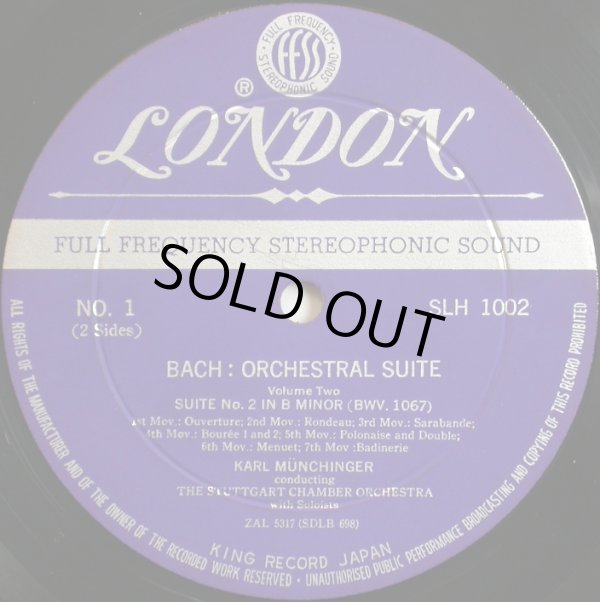 FULL FREQUENCY · STEREOPHONIC SOUND ·
FFSS
®
LONDON
FULL FREQUENCY STEREOPHONIC SOUND
SOLD OUT
NO. 1
(2 Sides)
SLH 1002
BACH : ORCHESTRAL SUITE
Volume Two
SUITE No. 2 IN B MINOR (BWV. 1067)
1st Mov.: Ouverture; 2nd Mov.: Rondeau; 3rd Mov.: Sarabande;
4th Mov.: Bourée 1 and 2; 5th Mov.: Polonaise and Double;
6th Mov.: Menuet; 7th Mov :Badinerie
KARL MÜNCHINGER
conducting
THE STUTTGART CHAMBER ORCHESTRA
with Soloists
ZAL 5317 (SDLB 698)
KING RECORD JAPAN
ALL RIGHTS OF THE MANUFACTURER AND OF THE OWNER OF THE RECORDED WORK RESERVED · UNAUTHORISED PUBLIC PERFORMANCE BROADCASTING AND COPYING OF THIS RECORD PROHIBITED